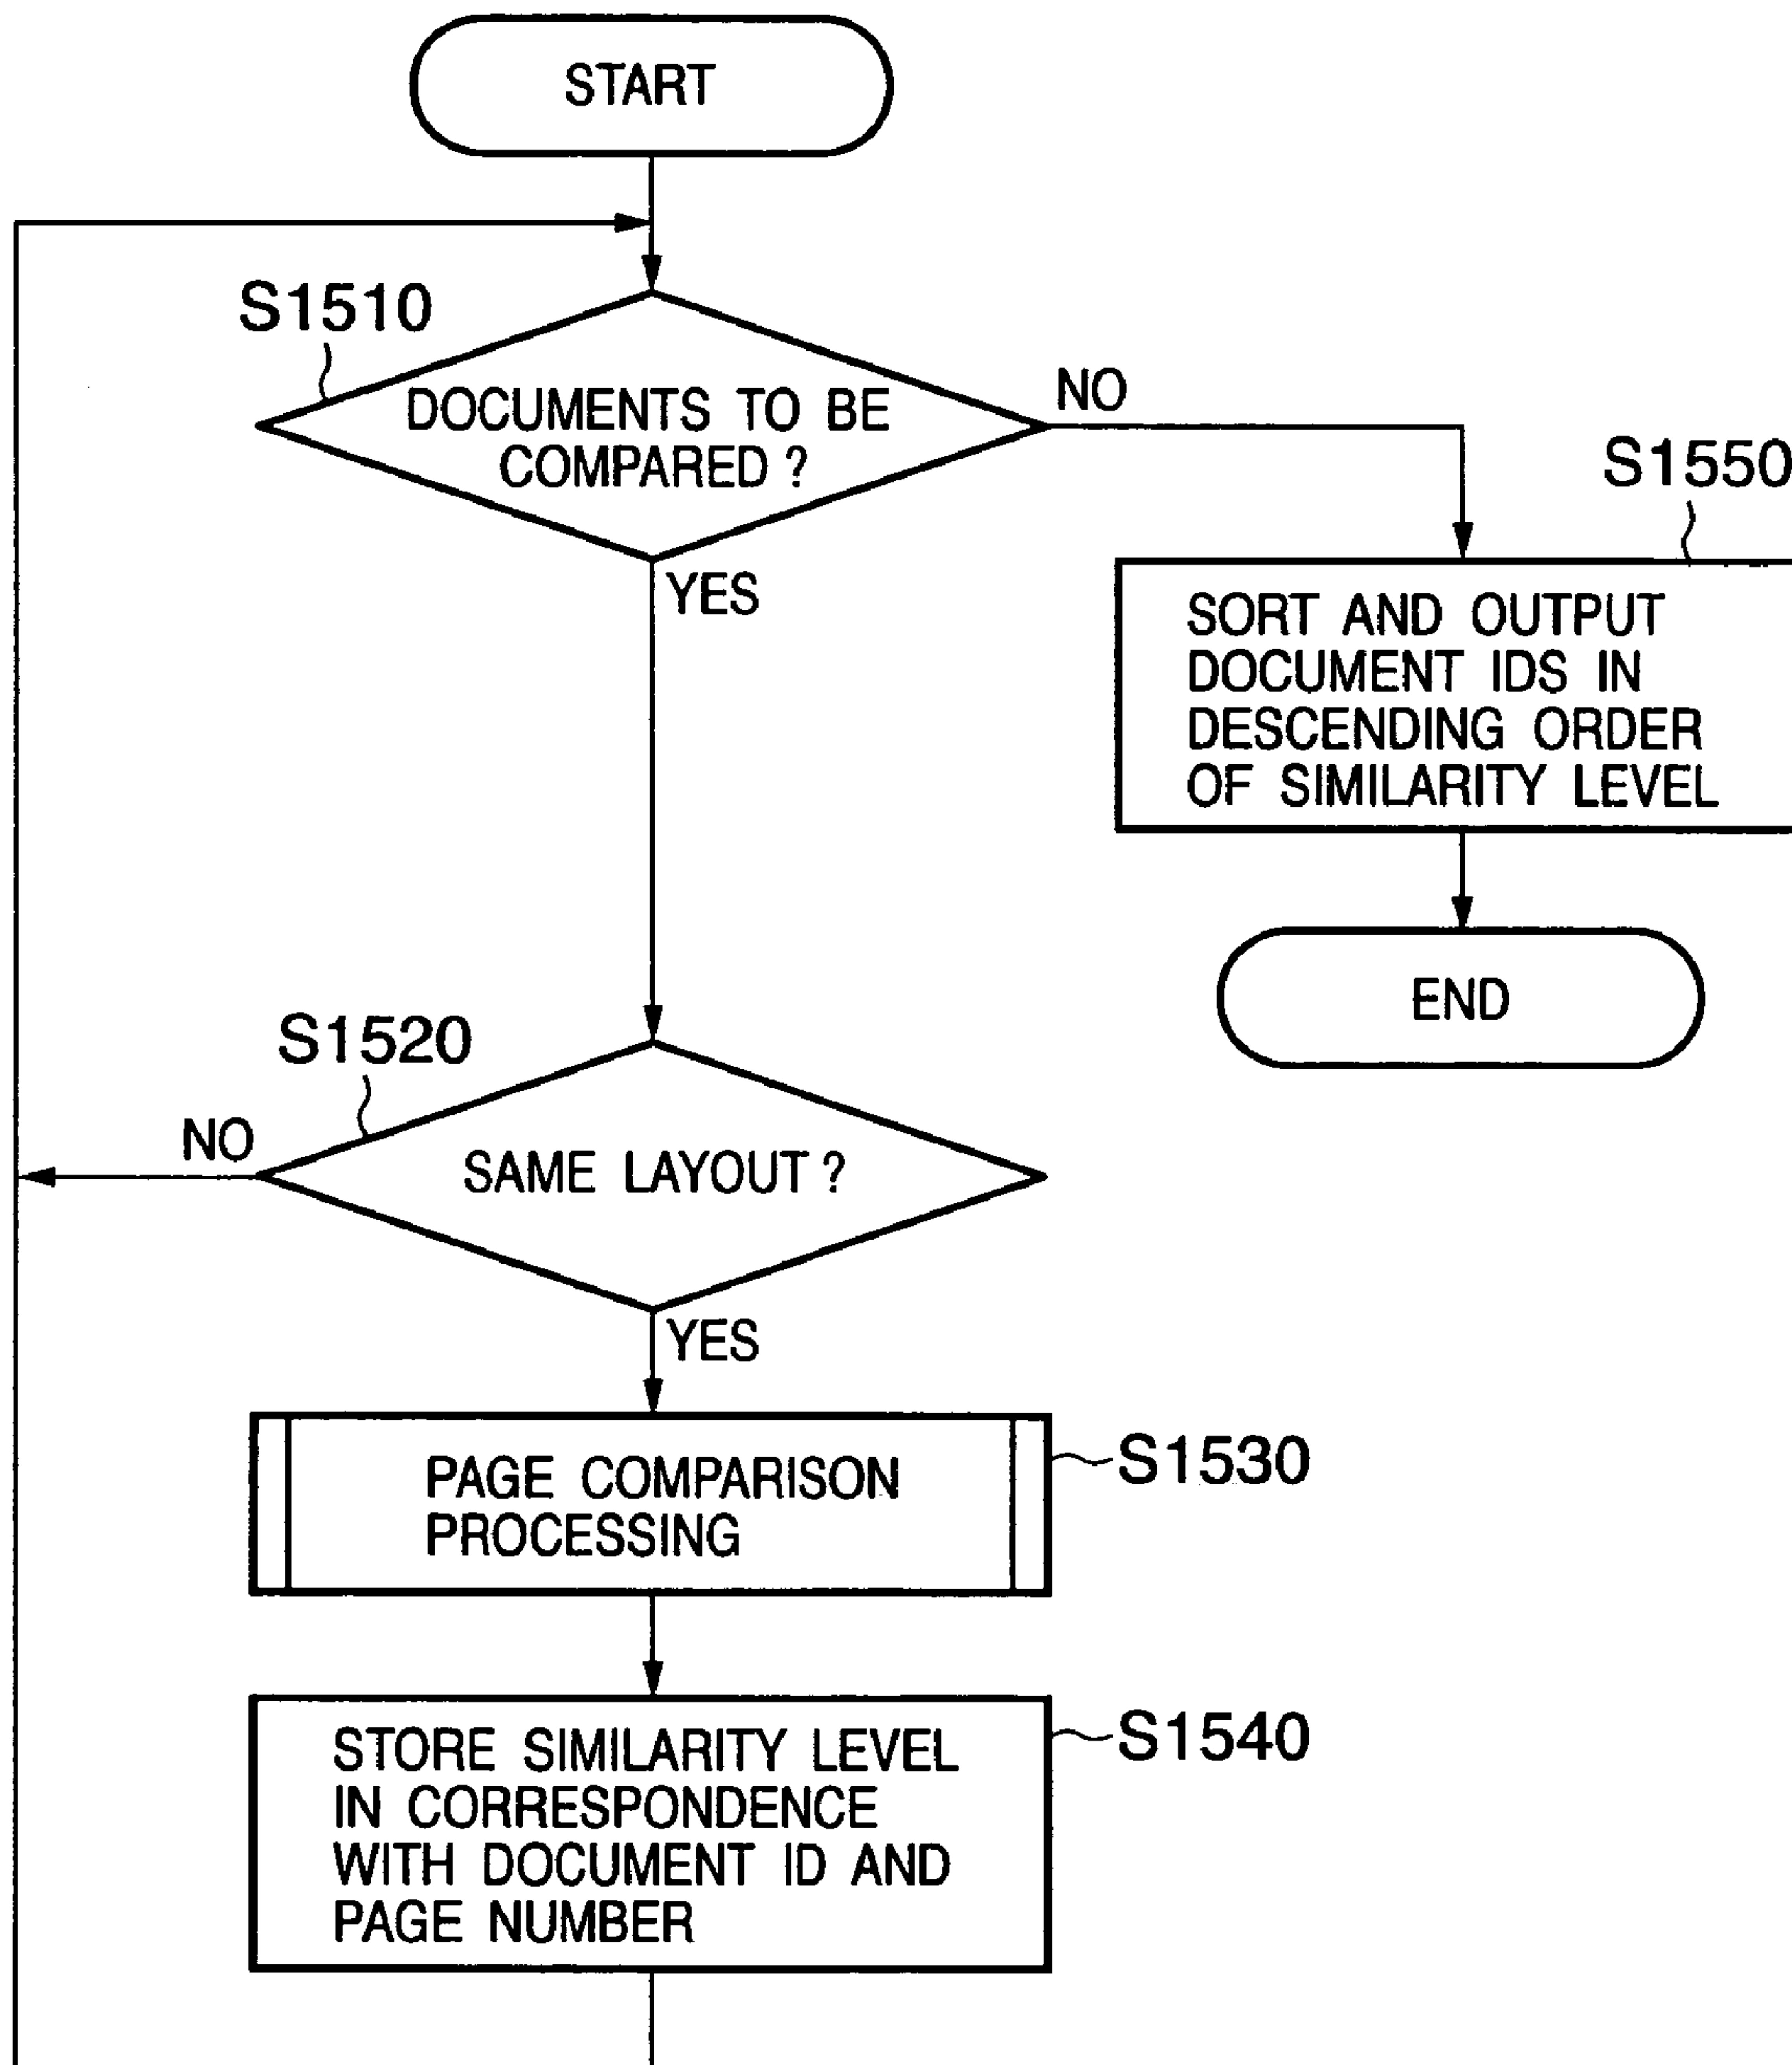 START
S1510
DOCUMENTS TO BE
COMPARED ?
NO
YES
S1550
SORT AND OUTPUT
DOCUMENT IDS IN
DESCENDING ORDER
OF SIMILARITY LEVEL
END
S1520
NO
SAME LAYOUT ?
YES
PAGE COMPARISON
PROCESSING
S1530
STORE SIMILARITY LEVEL
IN CORRESPONDENCE
WITH DOCUMENT ID AND
PAGE NUMBER
S1540